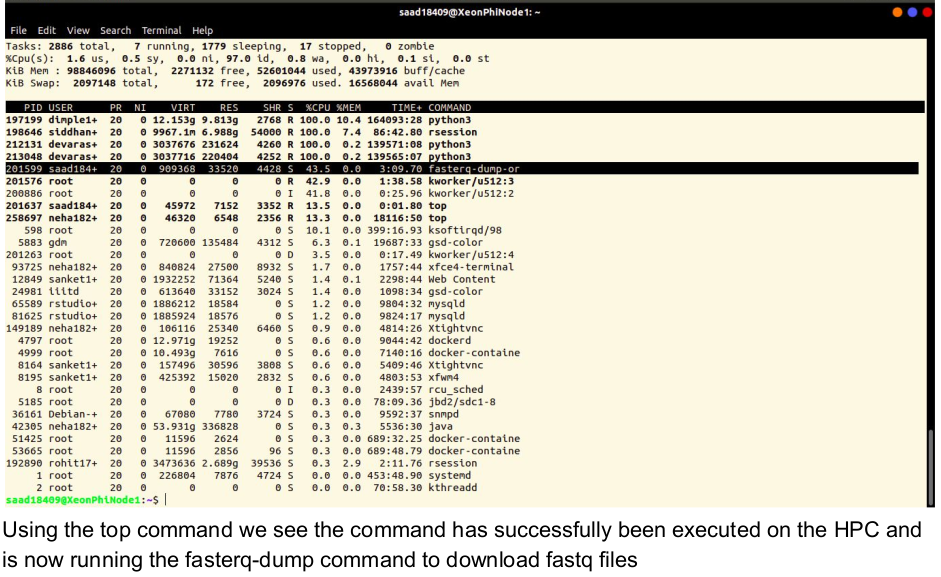 saad18409@XeonPhiNode1: ~
File Edit View Search Terminal Help
Tasks: 2886 total, 7 running, 1779 sleeping, 17 stopped, 0 zombie
%Cpu(s): 1.6 us, 0.5 sy, 0.0 ni, 97.0 id, 0.8 wa, 0.0 hi, 0.1 si, 0.0 st
KiB Mem : 98846096 total, 2271132 free, 52601044 used, 43973916 buff/cache
KiB Swap: 2097148 total, 172 free, 2096976 used. 16568044 avail Mem
PID USER PR NI VIRT RES SHR S %CPU %MEM TIME+ COMMAND
197199 dimple1+ 20 0 12.153g 9.813g 2768 R 100.0 10.4 164093:28 python3
198646 siddhan+ 20 0 9967.1m 6.988g 54000 R 100.0 7.4 86:42.80 rsession
212131 devaras+ 20 0 3037676 231624 4260 R 100.0 0.2 139571:08 python3
213048 devaras+ 20 0 3037716 220404 4252 R 100.0 0.2 139565:07 python3
201599 saad184+ 20 0 909368 33520 4428 S 43.5 0.0 3:09.70 fasterq-dump-or
201576 root 20 0 0 0 0 R 42.9 0.0 1:38.58 kworker/u512:3
200886 root 20 0 0 0 0 I 41.8 0.0 0:25.96 kworker/u512:2
201637 saad184+ 20 0 45972 7152 3352 R 13.5 0.0 0:01.80 top
258697 neha182+ 20 0 46320 6548 2356 R 13.3 0.0 18116:50 top
598 root 20 0 0 0 0 S 10.1 0.0 399:16.93 ksoftirqd/98
5883 gdm 20 0 720600 135484 4312 S 6.3 0.1 19687:33 gsd-color
201263 root 20 0 0 0 0 D 3.5 0.0 0:17.49 kworker/u512:4
93725 neha182+ 20 0 840824 27500 8932 S 1.7 0.0 1757:44 xfce4-terminal
12849 sanket1+ 20 0 1932252 71364 5240 S 1.4 0.1 2298:44 Web Content
24981 iiitd 20 0 613640 33152 3024 S 1.4 0.0 1098:34 gsd-color
65589 rstudio+ 20 0 1886212 18584 0 S 1.2 0.0 9804:32 mysqld
81625 rstudio+ 20 0 1885924 18576 0 S 1.2 0.0 9824:17 mysqld
149189 neha182+ 20 0 106116 25340 6460 S 0.9 0.0 4814:26 Xtightvnc
4797 root 20 0 12.971g 19252 0 S 0.6 0.0 9044:42 dockerd
4999 root 20 0 10.493g 7616 0 S 0.6 0.0 7140:16 docker-containe
8164 sanket1+ 20 0 157496 30596 3808 S 0.6 0.0 5409:46 Xtightvnc
8195 sanket1+ 20 0 425392 15020 2832 S 0.6 0.0 4803:53 xfwm4
8 root 20 0 0 0 0 I 0.3 0.0 2439:57 rcu_sched
5185 root 20 0 0 0 0 D 0.3 0.0 78:09.36 jbd2/sdc1-8
36161 Debian-+ 20 0 67080 7780 3724 S 0.3 0.0 9592:37 snmpd
42305 neha182+ 20 0 53.931g 336828 0 S 0.3 0.3 5536:30 java
51425 root 20 0 11596 2624 0 S 0.3 0.0 689:32.25 docker-containe
53665 root 20 0 11596 2856 96 S 0.3 0.0 689:48.79 docker-containe
192890 rohit17+ 20 0 3473636 2.689g 39536 S 0.3 2.9 2:11.76 rsession
1 root 20 0 226804 7876 4724 S 0.0 0.0 453:48.90 systemd
2 root 20 0 0 0 0 S 0.0 0.0 70:58.30 kthreadd
saad18409@XeonPhiNode1:~$
Using the top command we see the command has successfully been executed on the HPC and
is now running the fasterq-dump command to download fastq files